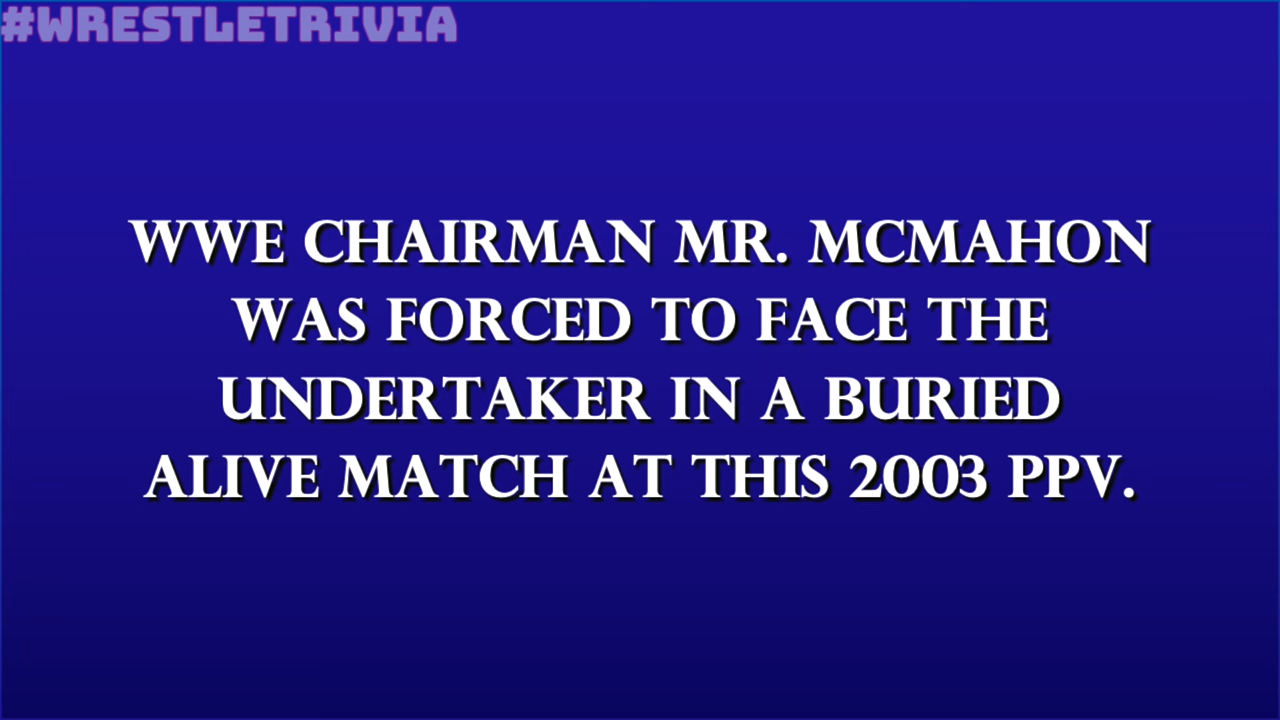 #WRESTLETRIVIA
WWE CHAIRMAN MR. MCMAHON
WAS FORCED TO FACE THE
UNDERTAKER IN A BURIED
ALIVE MATCH AT THIS 2003 PPV.